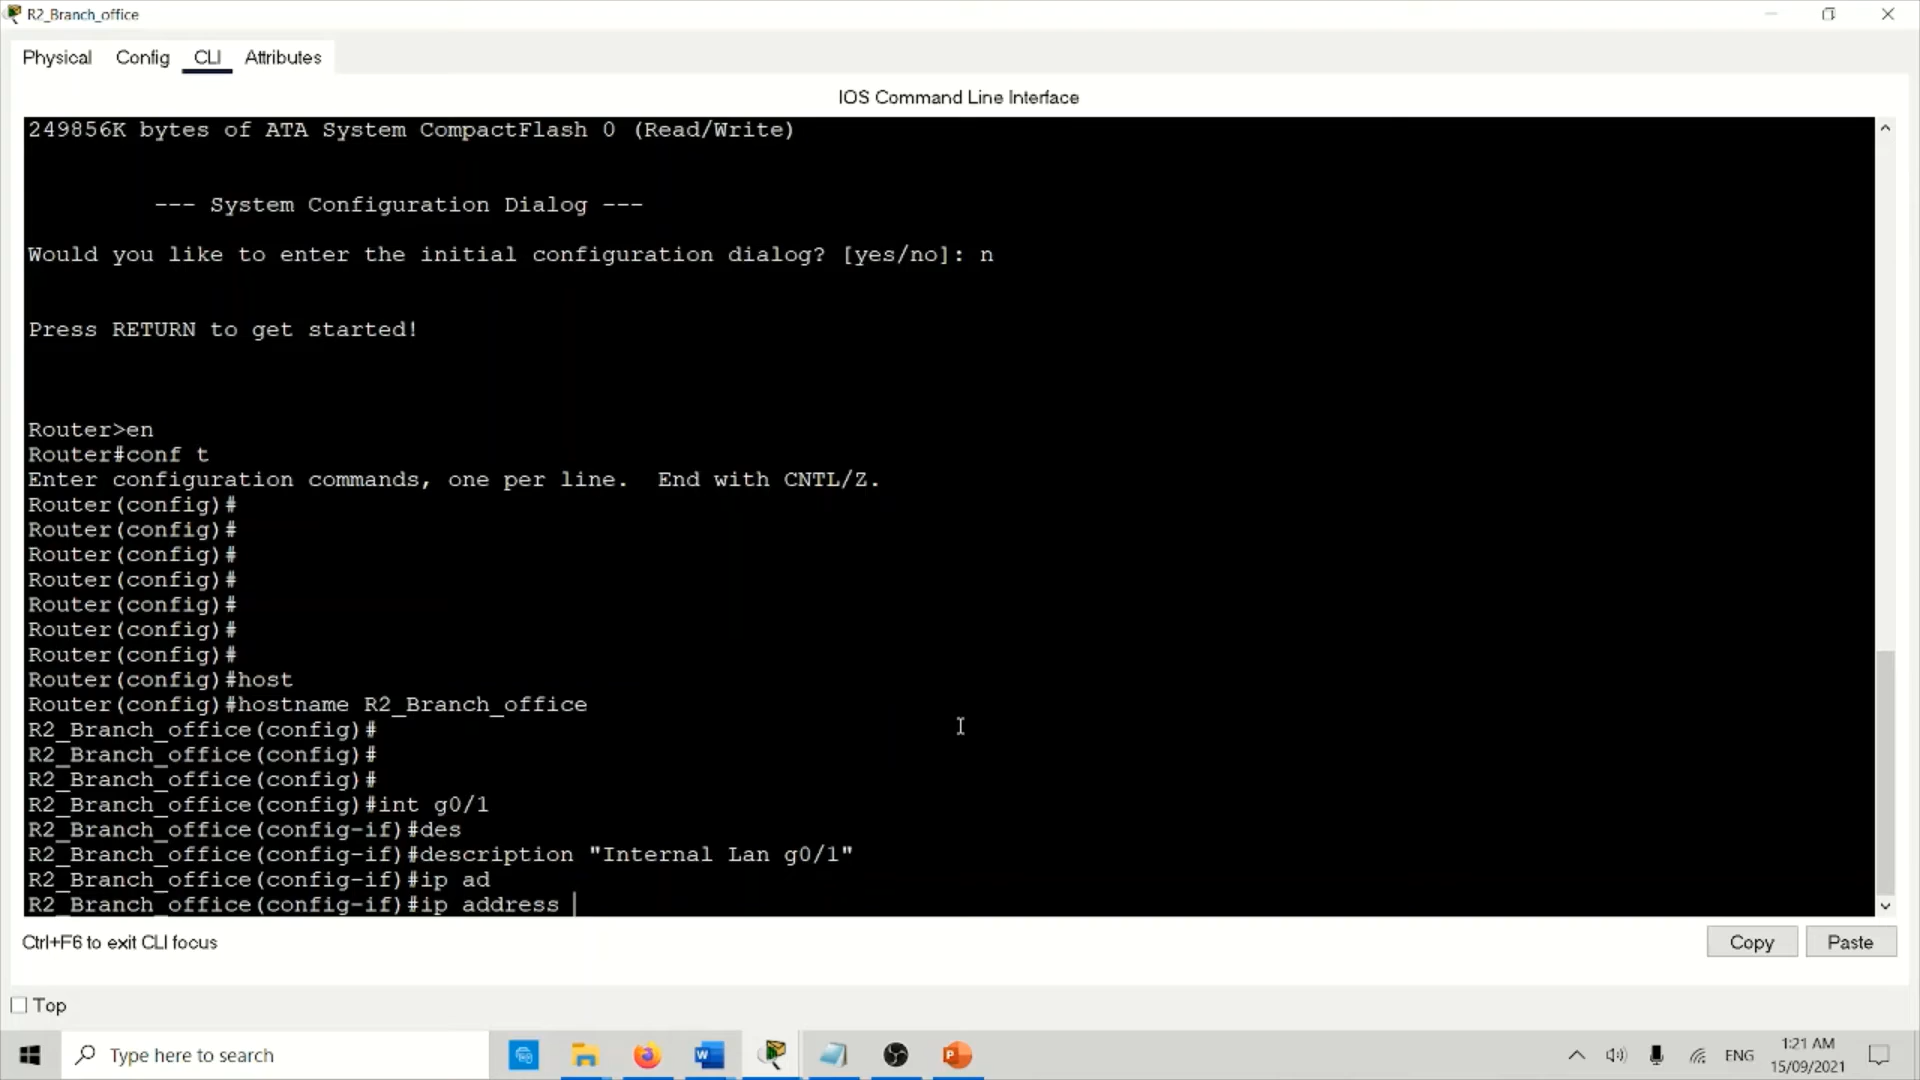 R2_Branch_office
Physical Config CLI Attributes
IOS Command Line Interface
249856K bytes of ATA System CompactFlash 0 (Read/Write)
--- System Configuration Dialog ---
Would you like to enter the initial configuration dialog? [yes/no]: n
Press RETURN to get started!
Router>en
Router#conf t
Enter configuration commands, one per line.  End with CNTL/Z.
Router(config)#
Router(config)#
Router(config)#
Router(config)#
Router(config)#
Router(config)#
Router(config)#
Router(config)#host
Router(config)#hostname R2_Branch_office
R2_Branch_office(config)#
R2_Branch_office(config)#
R2_Branch_office(config)#
R2_Branch_office(config)#int g0/1
R2_Branch_office(config-if)#des
R2_Branch_office(config-if)#description "Internal Lan g0/1"
R2_Branch_office(config-if)#ip ad
R2_Branch_office(config-if)#ip address
Ctrl+F6 to exit CLI focus
Copy Paste
Top
Type here to search
ENG
1:21 AM
15/09/2021